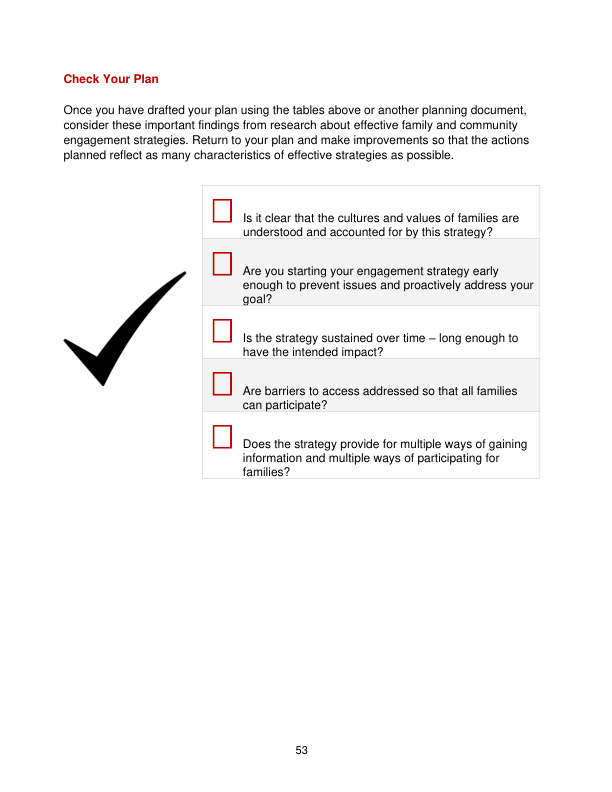 Check Your Plan
Once you have drafted your plan using the tables above or another planning document,
consider these important findings from research about effective family and community
engagement strategies. Return to your plan and make improvements so that the actions
planned reflect as many characteristics of effective strategies as possible.
Is it clear that the cultures and values of families are
understood and accounted for by this strategy?
Are you starting your engagement strategy early
enough to prevent issues and proactively address your
goal?
Is the strategy sustained over time – long enough to
have the intended impact?
Are barriers to access addressed so that all families
can participate?
Does the strategy provide for multiple ways of gaining
information and multiple ways of participating for
families?
53